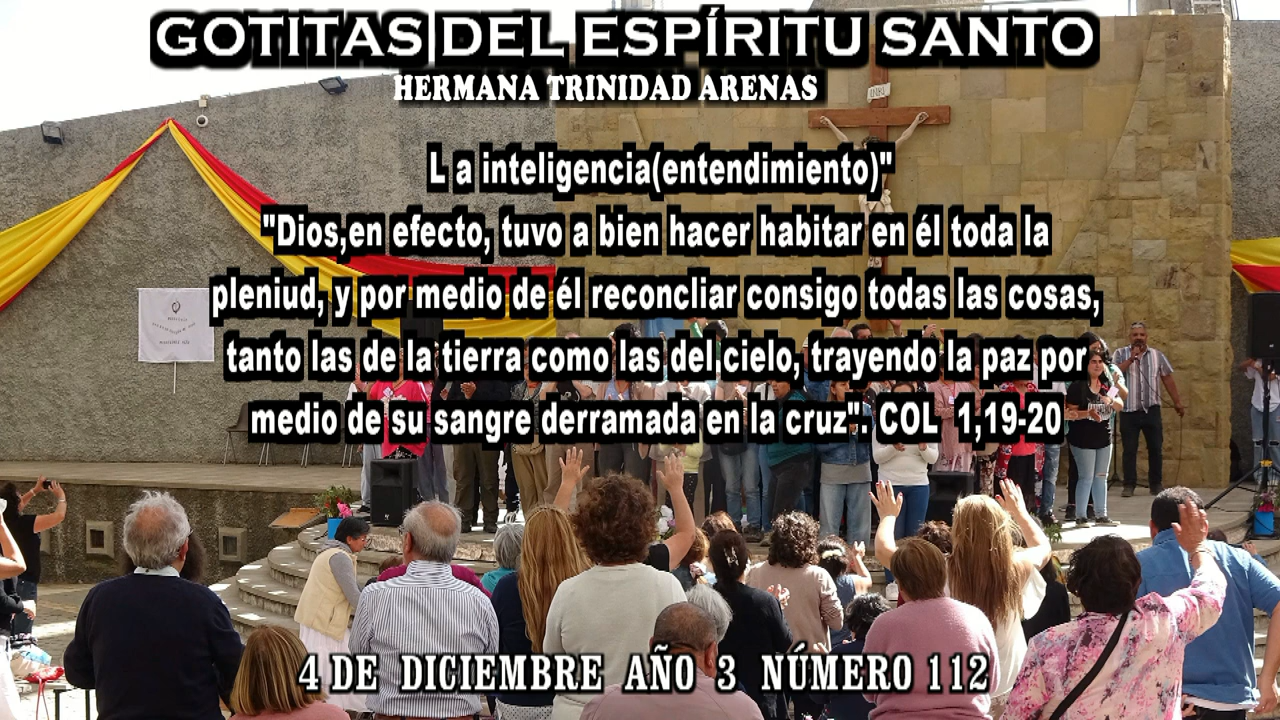 GOTITAS DEL ESPÍRITU SANTO
HERMANA TRINIDAD ARENAS
INRI
L a inteligencia(entendimiento)"
"Dios,en efecto, tuvo a bien hacer habitar en él toda la
pleniud, y por medio de él reconcliar consigo todas las cosas,
tanto las de la tierra como las del cielo, trayendo la paz por
medio de su sangre derramada en la cruz". COL 1,19-20
4 DE DICIEMBRE AÑO 3 NÚMERO 112